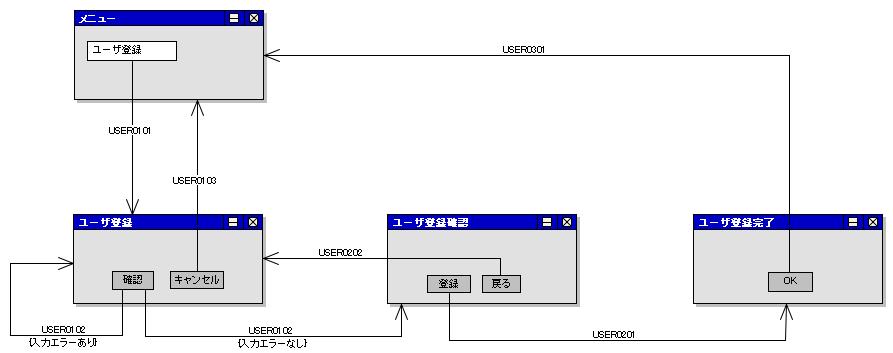 メニュー
ユーザ登録
USER0301
USER0101
USER0103
ユーザ登録
確認
キャンセル
USER0202
ユーザ登録確認
登録
戻る
ユーザ登録完了
OK
USER0102
{入力エラーあり}
USER0102
{入力エラーなし}
USER0201